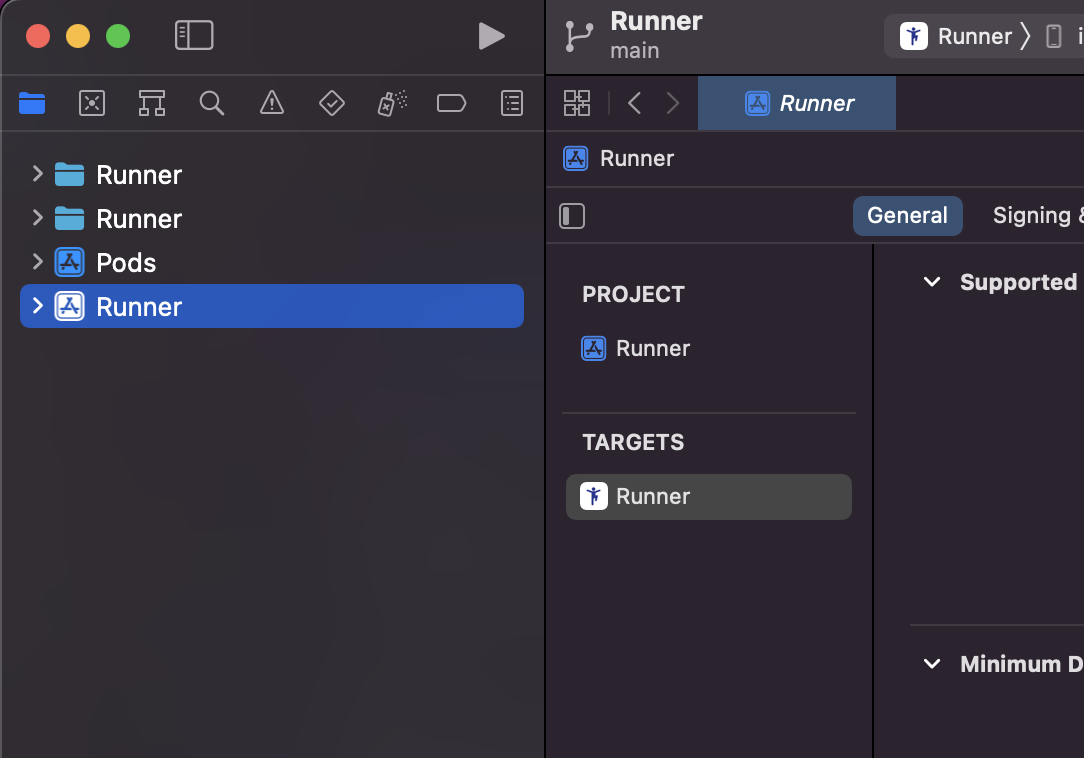 Runner
main
Runner
i
Runner
Runner
Runner
Runner
Pods
Runner
General
Signing &
PROJECT
Runner
TARGETS
Runner
Supported
Minimum D